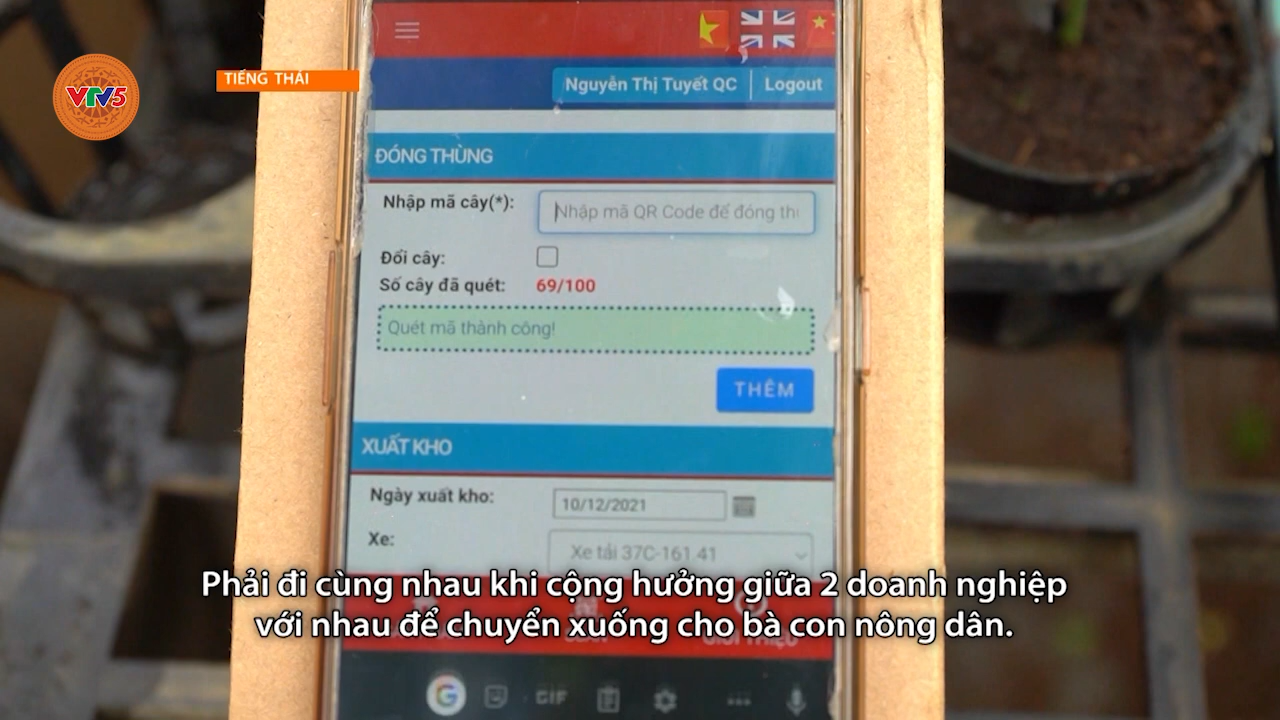 VTV5
TIẾNG THÁI
Nguyễn Thị Tuyết QC
Logout
ĐÓNG THÙNG
Nhập mã cây(*):
Nhập mã QR Code để đóng
Đổi cây:
Số cây đã quét:
69/100
Quét mã thành công!
THÊM
XUẤT KHO
Ngày xuất kho:
10/12/2021
Xe:
Xe tải 37C-161.41
Phải đi cùng nhau khi cộng hưởng giữa 2 doanh nghiệp
với nhau để chuyển xuống cho bà con nông dân.
GIỚI THIỆU
G
GIF